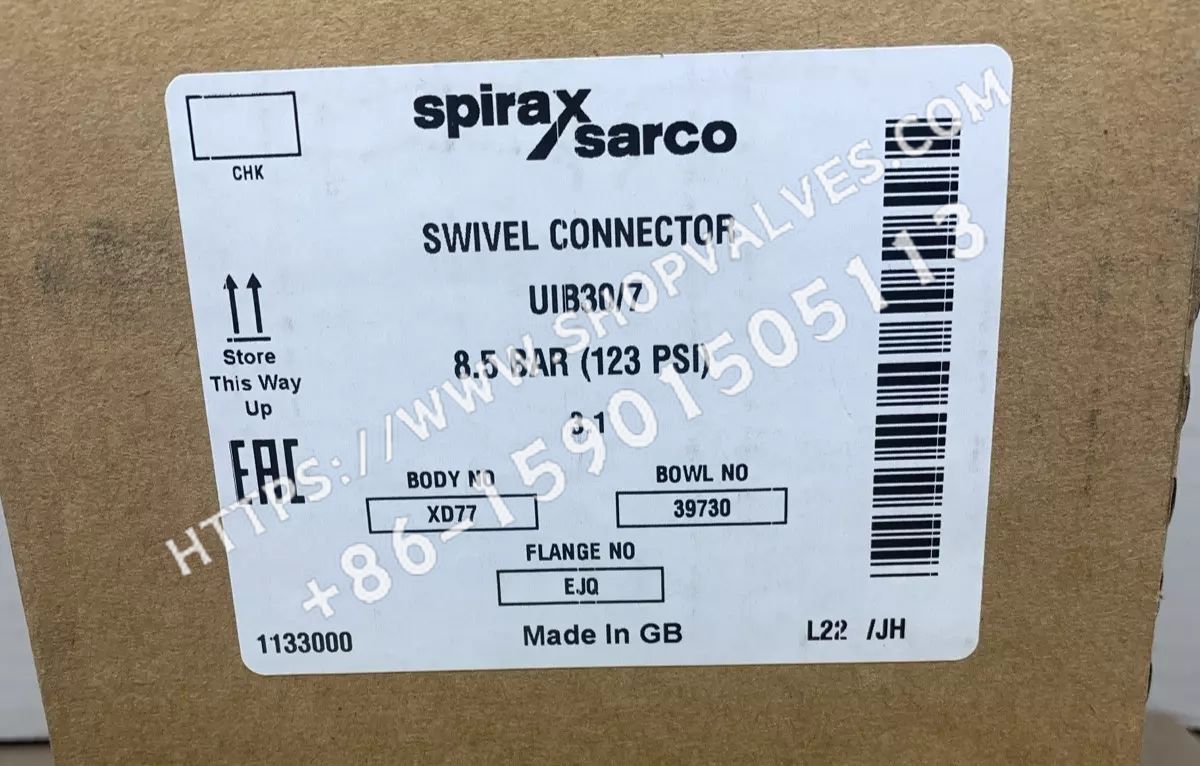 spirax
sarco
CHK
SWIVEL CONNECTOR
UIB30/7
8.5 BAR (123 PSI)
3.1
Store
This Way
Up
EAC
BODY NO
XD77
BOWL NO
39730
FLANGE NO
EJQ
1133000
Made In GB
L22 /JH
HTTPS://WWW.SHOPVALVES.COM
+86-15901505113